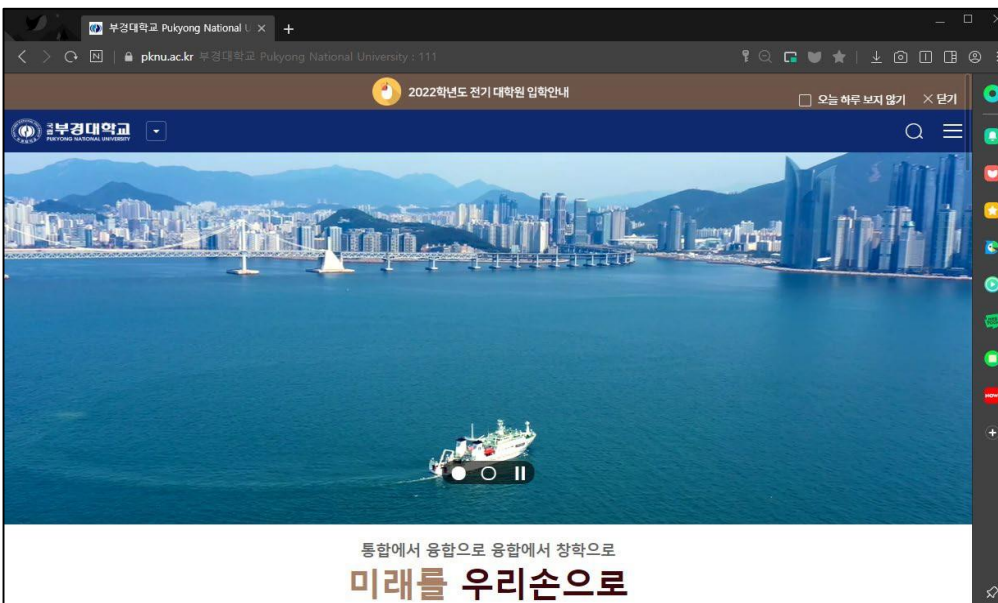 부경대학교 Pukyong National U
pknu.ac.kr 부경대학교 Pukyong National University : 111
2022학년도 전기 대학원 입학안내
오늘 하루 보지 않기 닫기
국립 부경대학교
PUKYONG NATIONAL UNIVERSITY
통합에서 융합으로 융합에서 창학으로
미래를 우리손으로